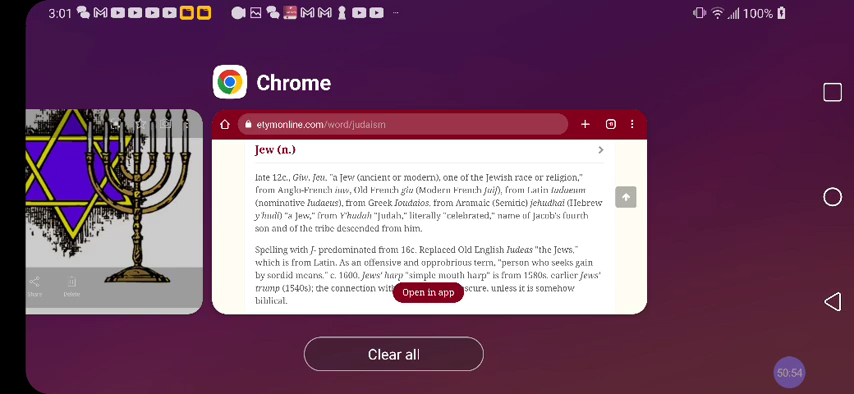 3:01
100%
Chrome
etymonline.com/word/judaism
Jew (n.)
late 12c., Giw, Jeu, "a Jew (ancient or modern), one of the Jewish race or religion,"
from Anglo-French iuw, Old French giu (Modern French Juif), from Latin Iudaeum
(nominative Iudaeus), from Greek Ioudaios, from Aramaic (Semitic) jehudhai (Hebrew
y'hudi) "a Jew," from Y'hudah "Judah," literally "celebrated," name of Jacob's fourth
son and of the tribe descended from him.
Spelling with J- predominated from 16c. Replaced Old English Iudeas "the Jews,"
which is from Latin. As an offensive and opprobrious term, "person who seeks gain
by sordid means," c. 1600. Jews' harp "simple mouth harp" is from 1580s, earlier Jews'
trump (1540s); the connection with
scure, unless it is somehow
biblical.
Open in app
Share
Delete
Clear all
50:54